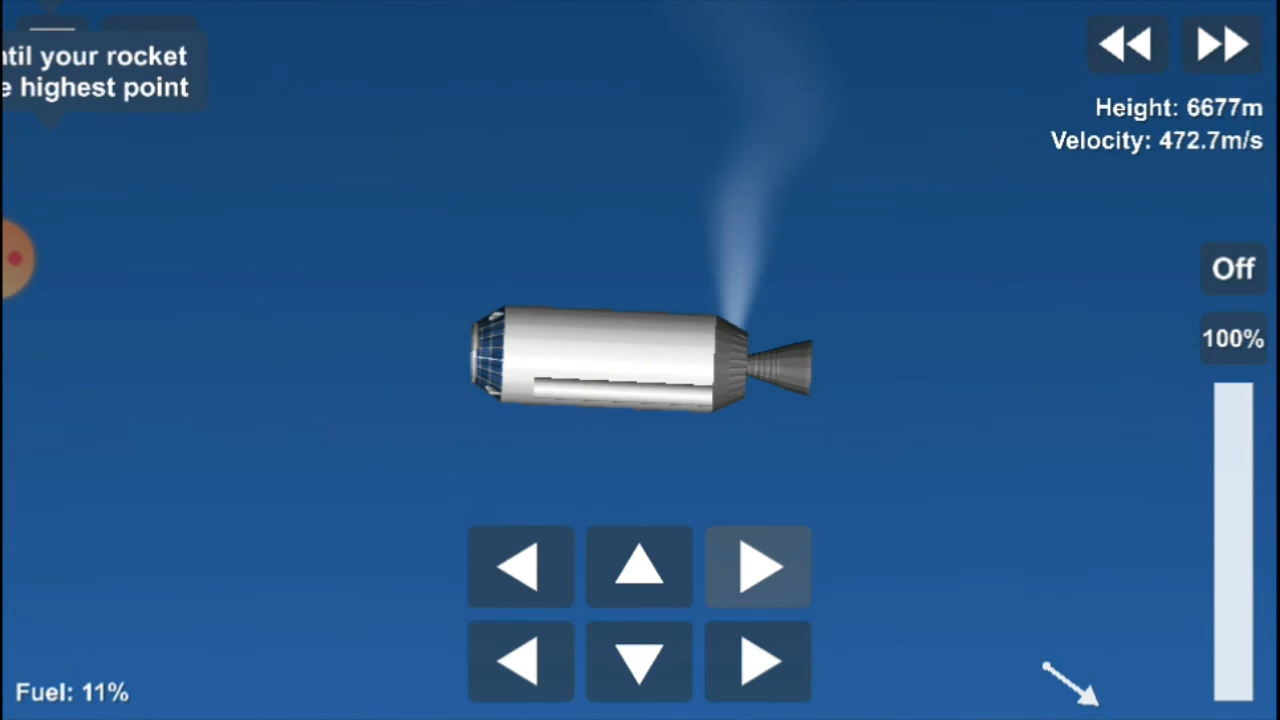 ntil your rocket
e highest point
Height: 6677m
Velocity: 472.7m/s
Off
100%
Fuel: 11%